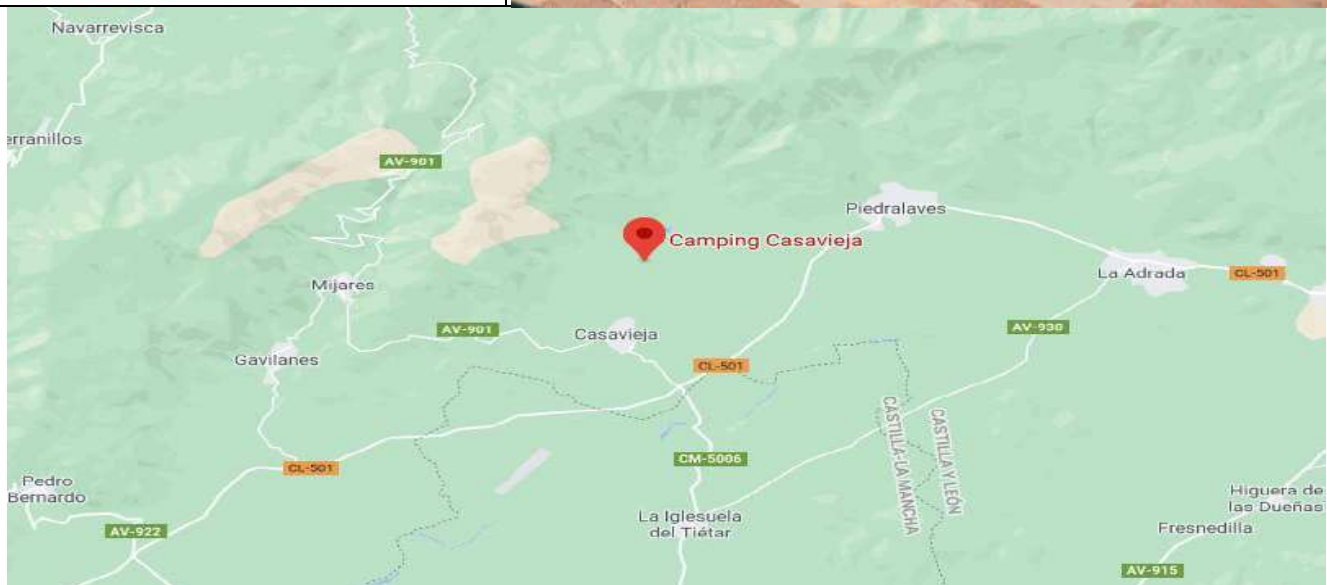 Navarrevisca
erranillos
AV-901
Piedralaves
Camping Casavieja
La Adrada
CL-501
Mijares
AV-901
Casavieja
AV-930
Gavilanes
CL-501
CASTILLA-LA MANCHA
CASTILLA Y LEÓN
CM-5006
CL-501
Pedro
Bernardo
Higuera de
las Dueñas
La Iglesuela
del Tiétar
Fresnedilla
AV-922
AV-915